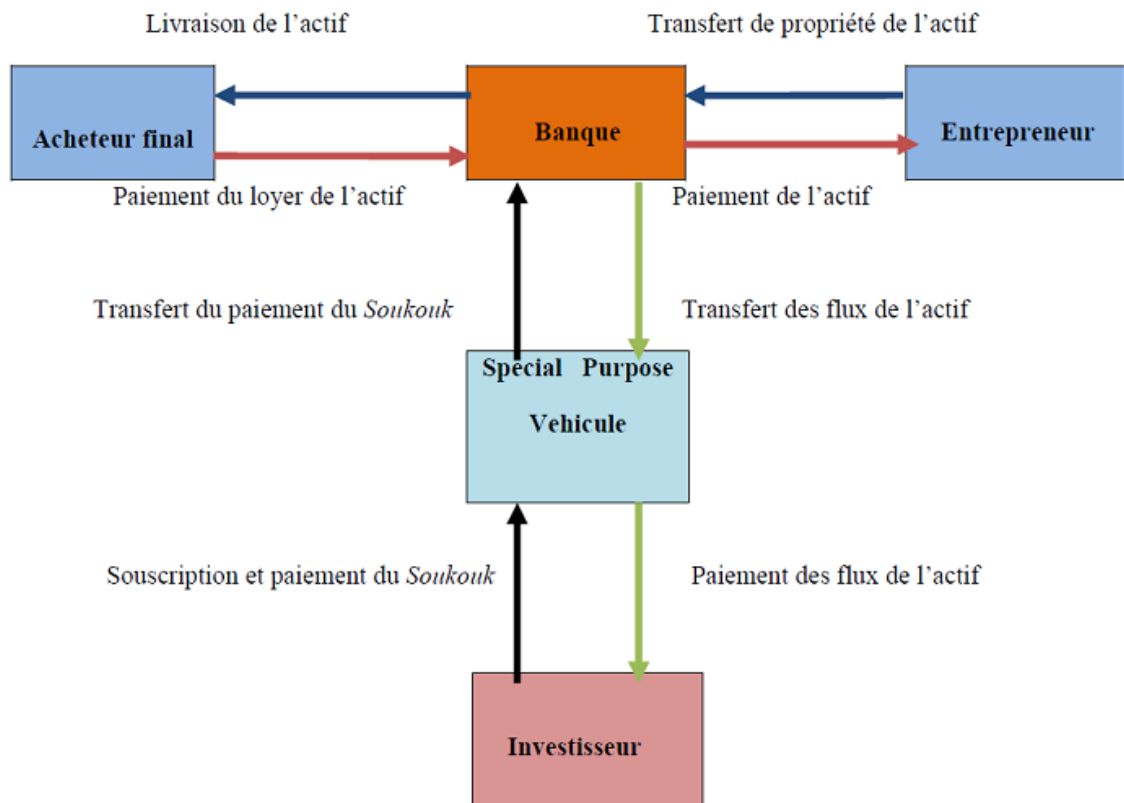 Livraison de l’actif
Transfert de propriété de l’actif
Acheteur final
Banque
Entrepreneur
Paiement du loyer de l’actif
Paiement de l’actif
Transfert du paiement du Soukouk
Transfert des flux de l’actif
Spécial Purpose
Vehicule
Souscription et paiement du Soukouk
Paiement des flux de l’actif
Investisseur